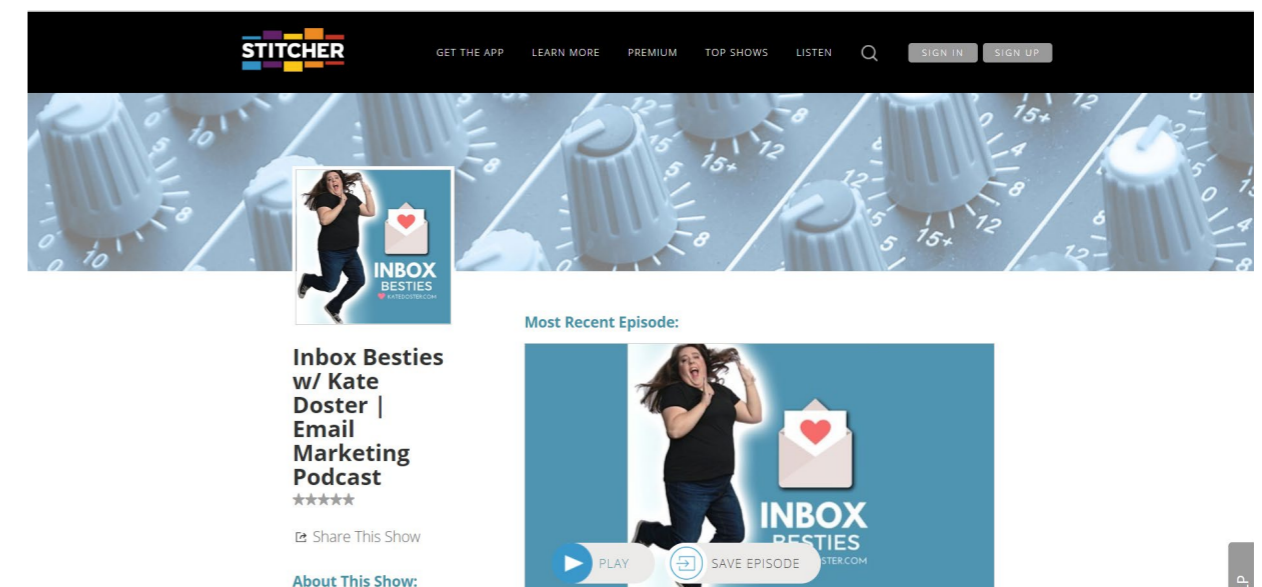 STITCHER
GET THE APP
LEARN MORE
PREMIUM
TOP SHOWS
LISTEN
SIGN IN
SIGN UP
INBOX
BESTIES
KATEDOSTER.COM
Inbox Besties
w/ Kate
Doster |
Email
Marketing
Podcast
Share This Show
About This Show:
Most Recent Episode:
INBOX
BESTIES
STER.COM
PLAY
SAVE EPISODE